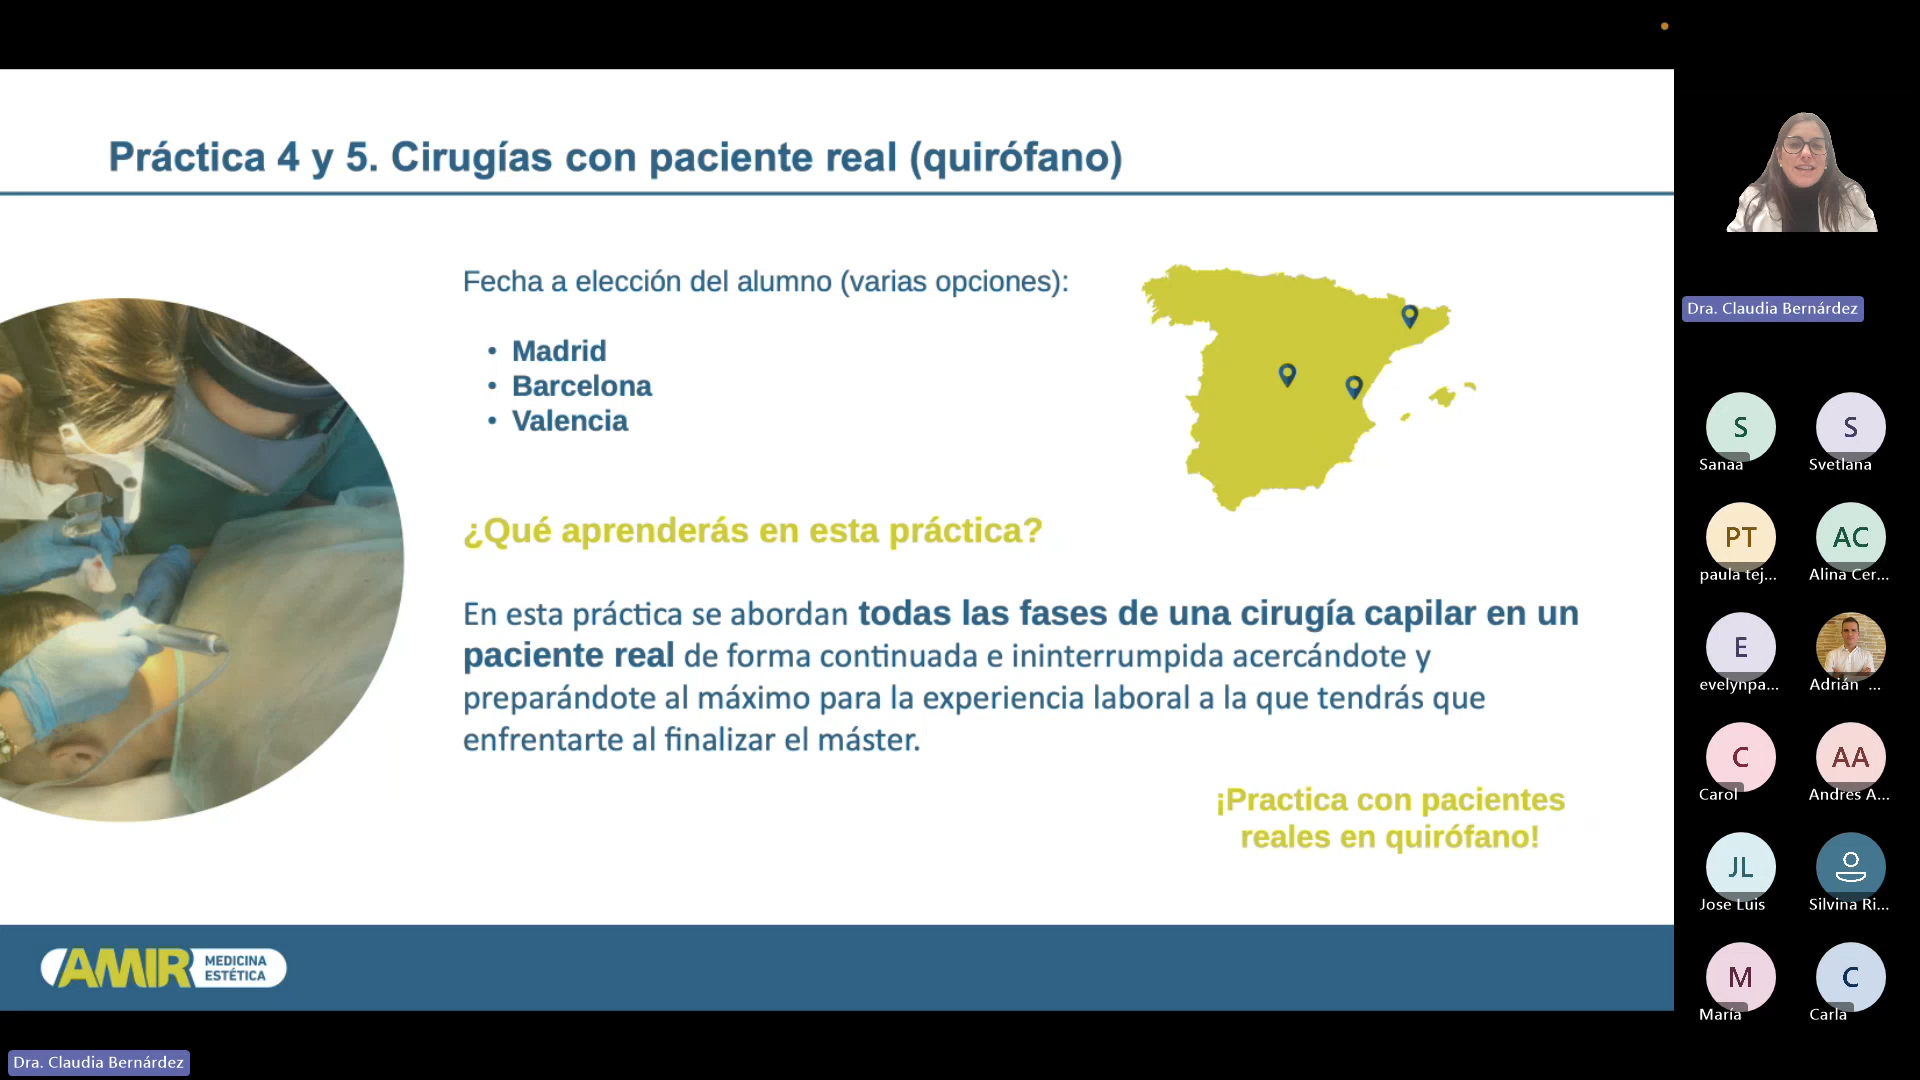 Práctica 4 y 5. Cirugías con paciente real (quirófano)
Fecha a elección del alumno (varias opciones):
• Madrid
• Barcelona
• Valencia
¿Qué aprenderás en esta práctica?
En esta práctica se abordan todas las fases de una cirugía capilar en un
paciente real de forma continuada e ininterrumpida acercándote y
preparándote al máximo para la experiencia laboral a la que tendrás que
enfrentarte al finalizar el máster.
¡Practica con pacientes
reales en quirófano!
AMIR MEDICINA
ESTÉTICA
Dra. Claudia Bernárdez
Dra. Claudia Bernárdez
S
Sanaa
S
Svetlana
PT
paula tej...
AC
Alina Cer...
E
evelynpa...
Adrián ...
C
Carol
AA
Andres A...
JL
Jose Luis
Silvina Ri...
M
María
C
Carla